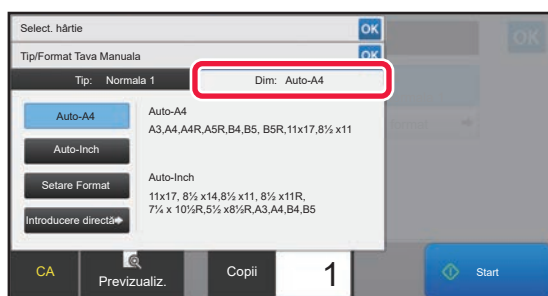 Select. hârtie
OK
Tip/Format Tava Manuala
OK
Tip: Normala 1
Dim: Auto-A4
OK
Auto-A4
Auto-A4
A3,A4,A4R,A5R,B4,B5, B5R,11x17,8½ x11
Auto-Inch
Auto-Inch
Setare Format
11x17, 8½ x14,8½ x11, 8½ x11R,
7¼ x 10½R,5½ x8½R,A3,A4,B4,B5
Introducere directă
CA
Previzualiz.
Copii
1
Start